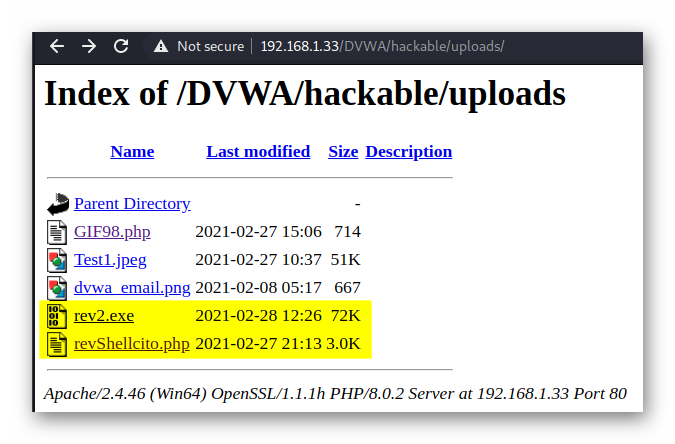 Not secure 192.168.1.33/DVWA/hackable/uploads/
Index of /DVWA/hackable/uploads
Name Last modified Size Description
Parent Directory -
GIF98.php 2021-02-27 15:06 714
Test1.jpeg 2021-02-27 10:37 51K
dvwa_email.png 2021-02-08 05:17 667
rev2.exe 2021-02-28 12:26 72K
revShellcito.php 2021-02-27 21:13 3.0K
Apache/2.4.46 (Win64) OpenSSL/1.1.1h PHP/8.0.2 Server at 192.168.1.33 Port 80